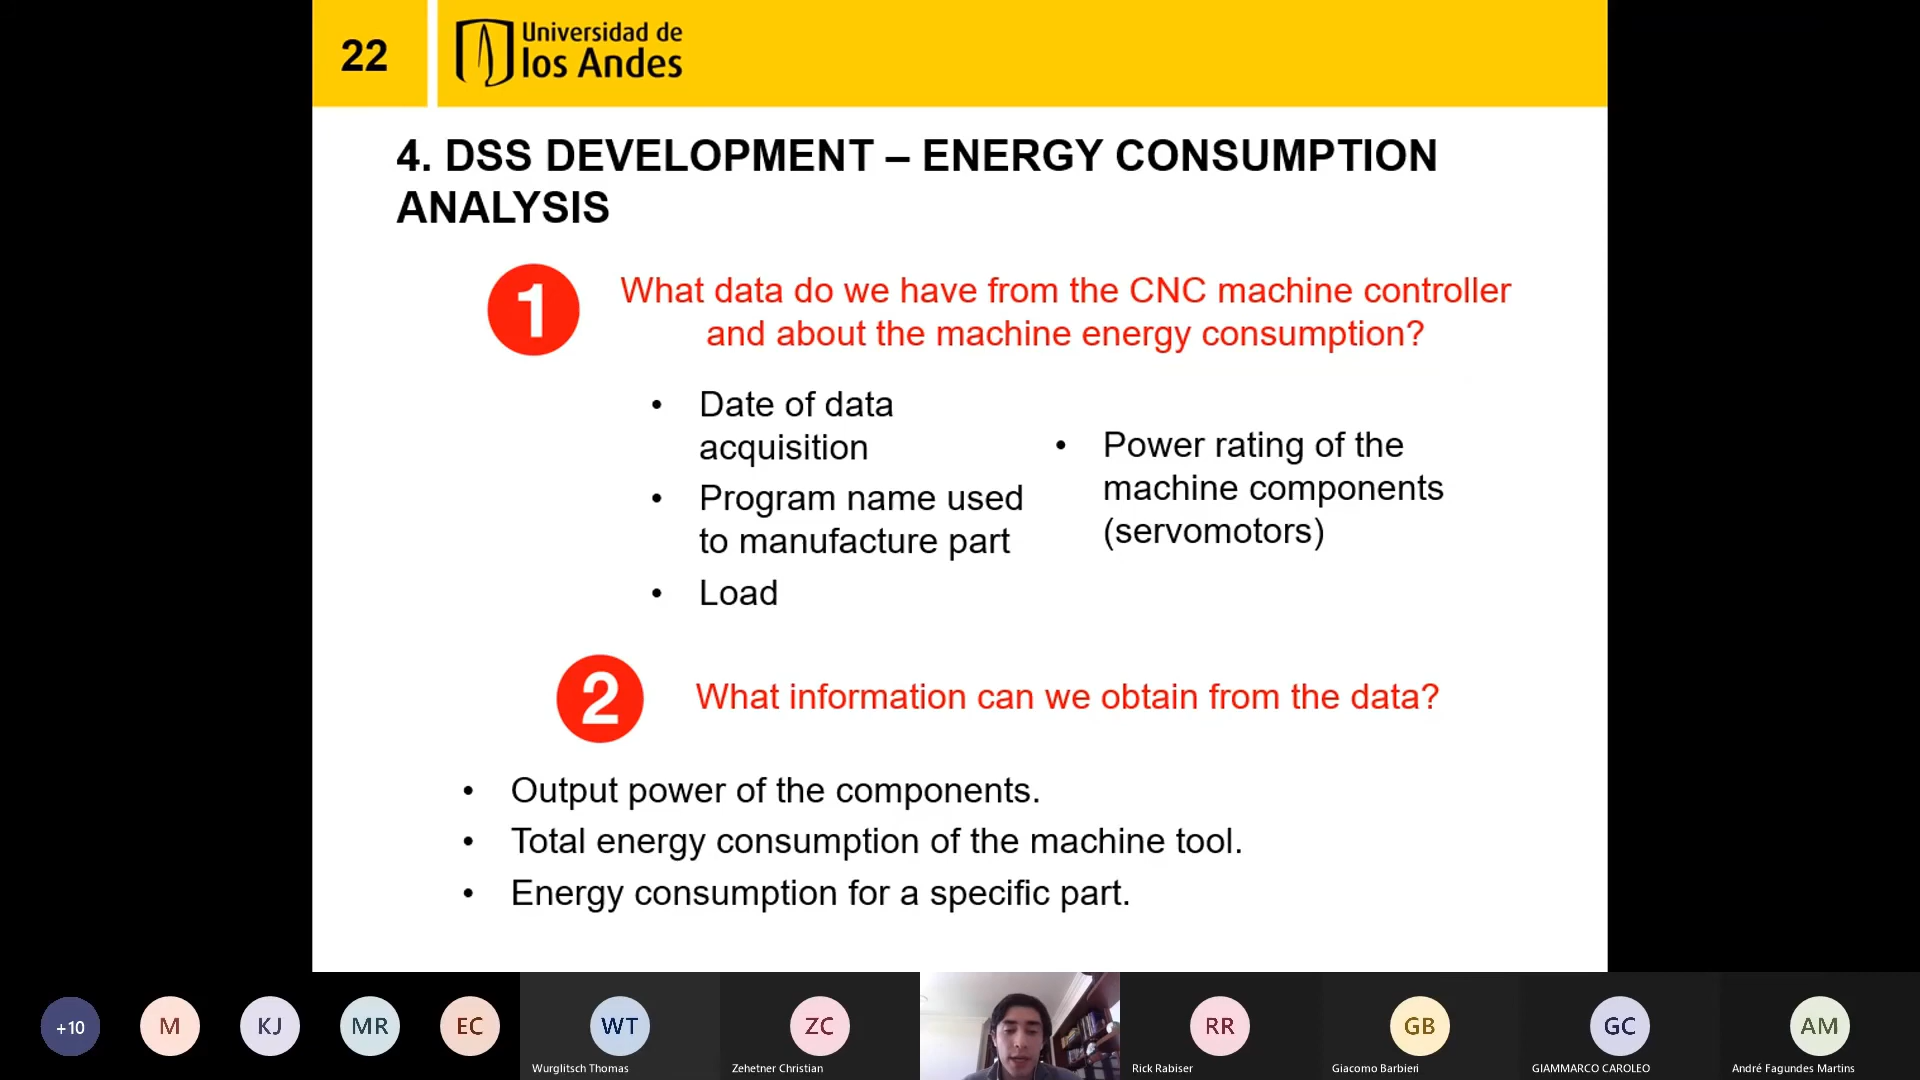 22
Universidad de
los Andes
4. DSS DEVELOPMENT – ENERGY CONSUMPTION
ANALYSIS
1
What data do we have from the CNC machine controller
and about the machine energy consumption?
• Date of data
acquisition
• Program name used
to manufacture part
• Load
• Power rating of the
machine components
(servomotors)
2
What information can we obtain from the data?
• Output power of the components.
• Total energy consumption of the machine tool.
• Energy consumption for a specific part.
+10
M
KJ
MR
EC
WT
Wurglitsch Thomas
ZC
Zehetner Christian
RR
Rick Rabiser
GB
Giacomo Barbieri
GC
GIAMMARCO CAROLEO
AM
André Fagundes Martins